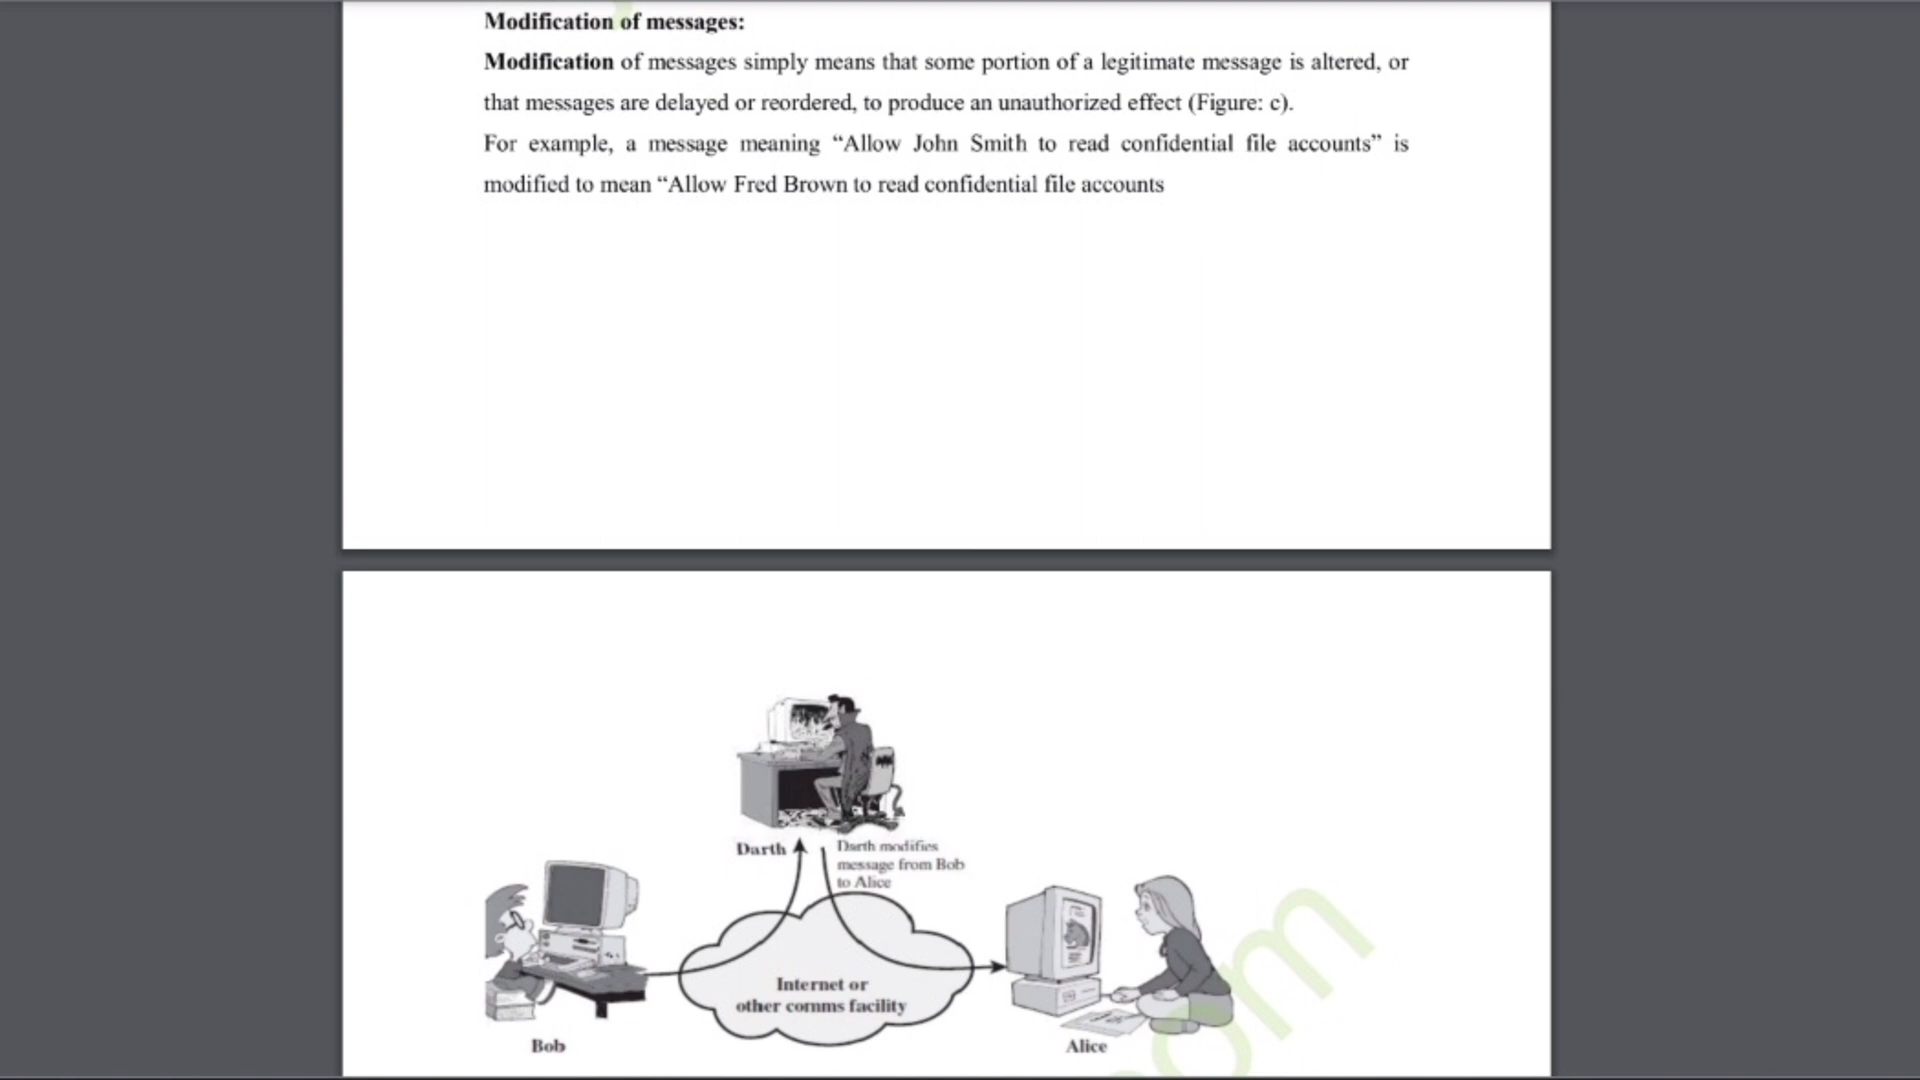 Modification of messages:
Modification of messages simply means that some portion of a legitimate message is altered, or
that messages are delayed or reordered, to produce an unauthorized effect (Figure: c).
For example, a message meaning “Allow John Smith to read confidential file accounts” is
modified to mean “Allow Fred Brown to read confidential file accounts
Darth
Darth modifies
message from Bob
to Alice
Internet or
other comms facility
Bob
Alice
om